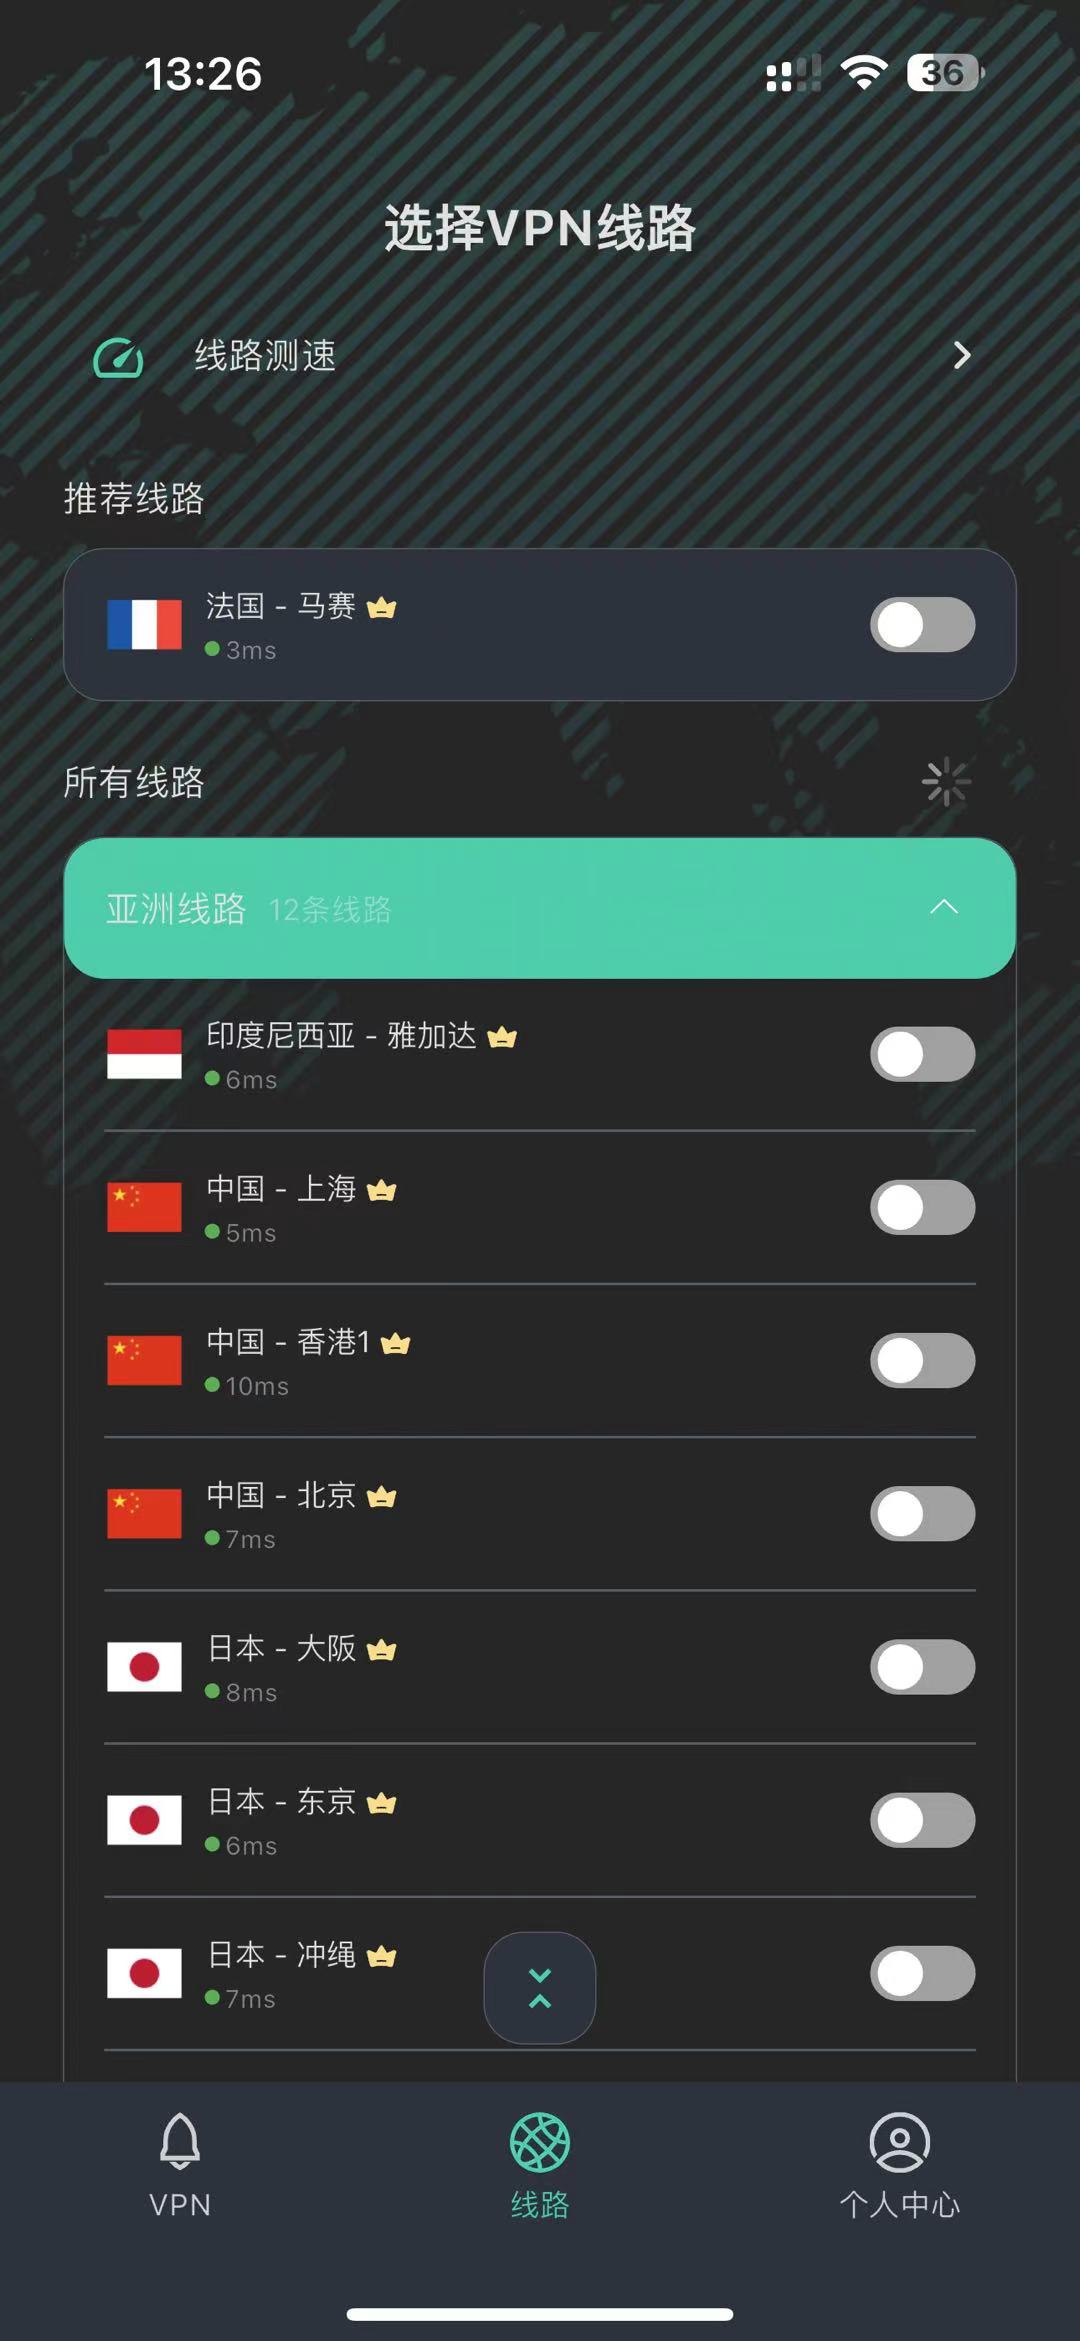 13:26
36
选择VPN线路
线路测速
推荐线路
法国 - 马赛
3ms
所有线路
亚洲线路 12条线路
印度尼西亚 - 雅加达
6ms
中国 - 上海
5ms
中国 - 香港1
10ms
中国 - 北京
7ms
日本 - 大阪
8ms
日本 - 东京
6ms
日本 - 冲绳
7ms
VPN 线路 个人中心